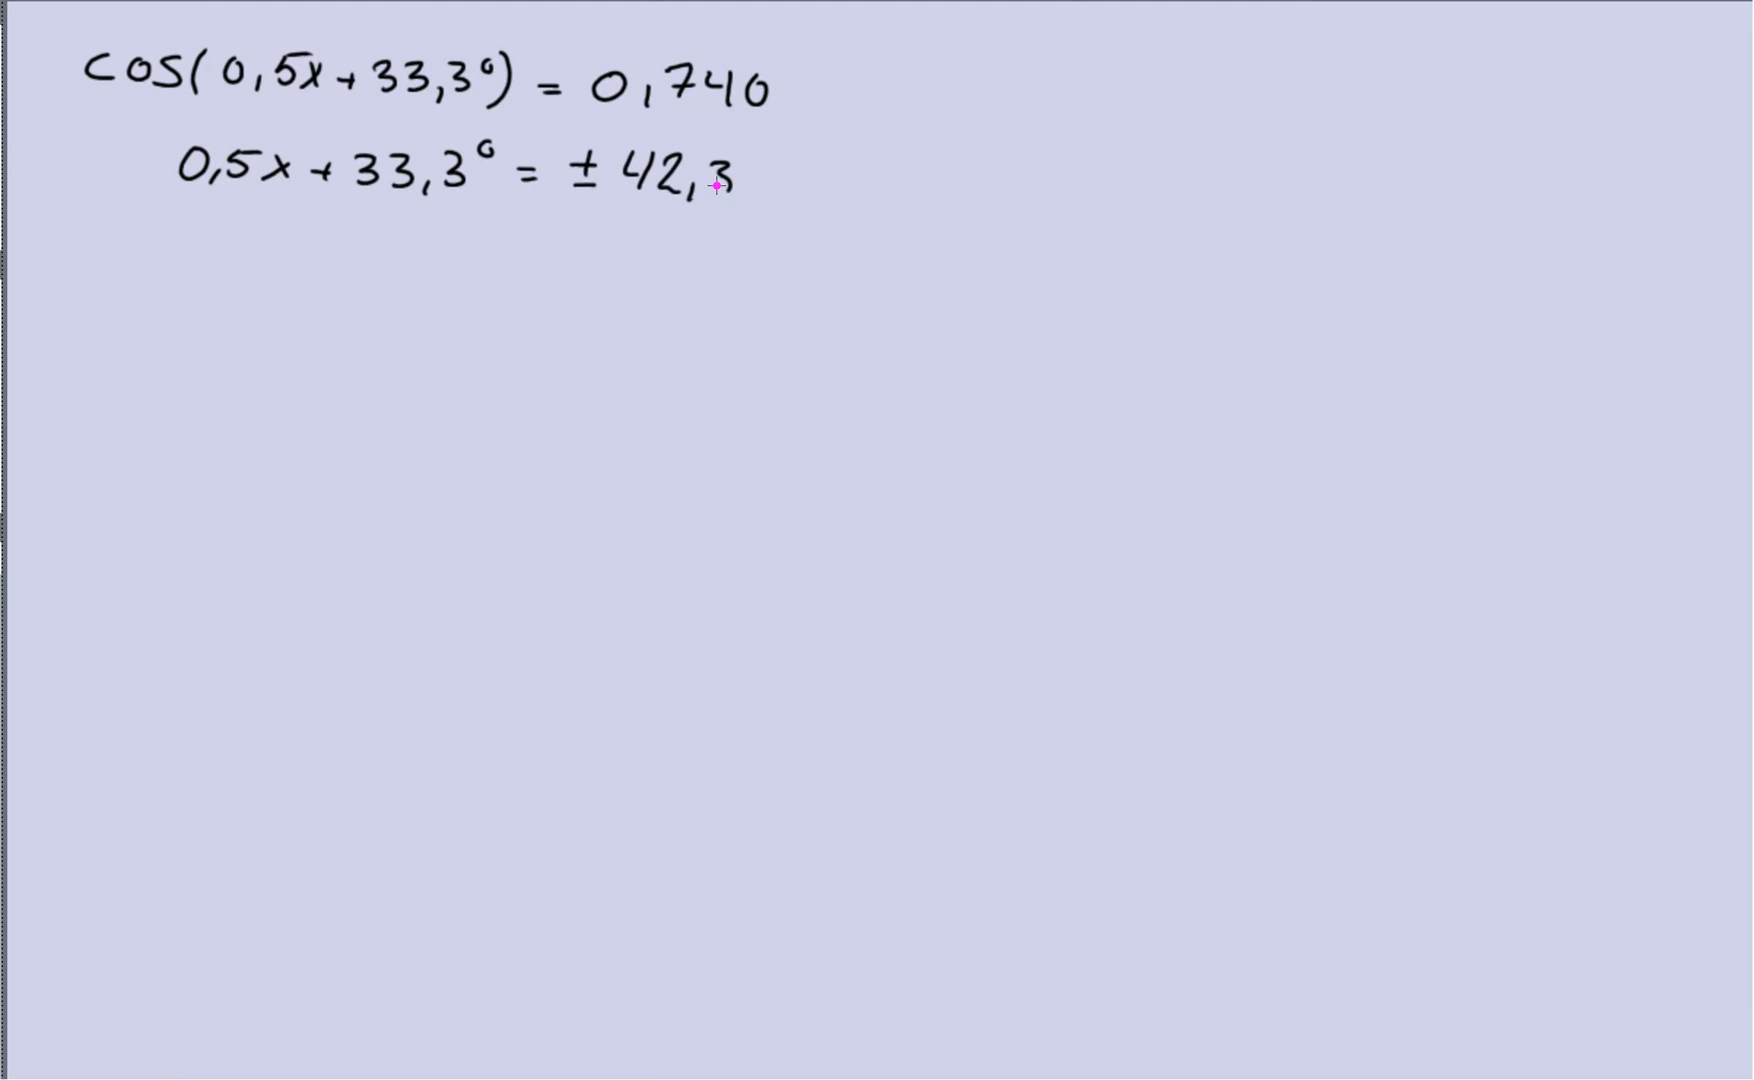 cos(0,5x + 33,3°) = 0,740
0,5x + 33,3° = ± 42,3